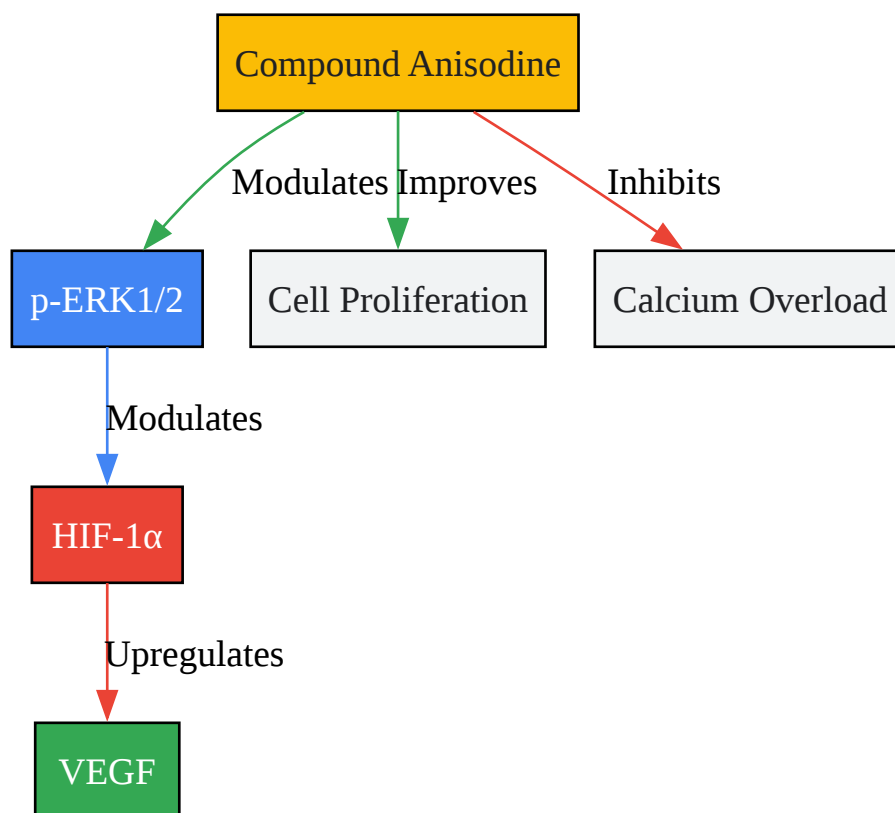 Compound Anisodine
Modulates
Improves
Inhibits
p-ERK1/2
Cell Proliferation
Calcium Overload
Modulates
HIF-1α
Upregulates
VEGF